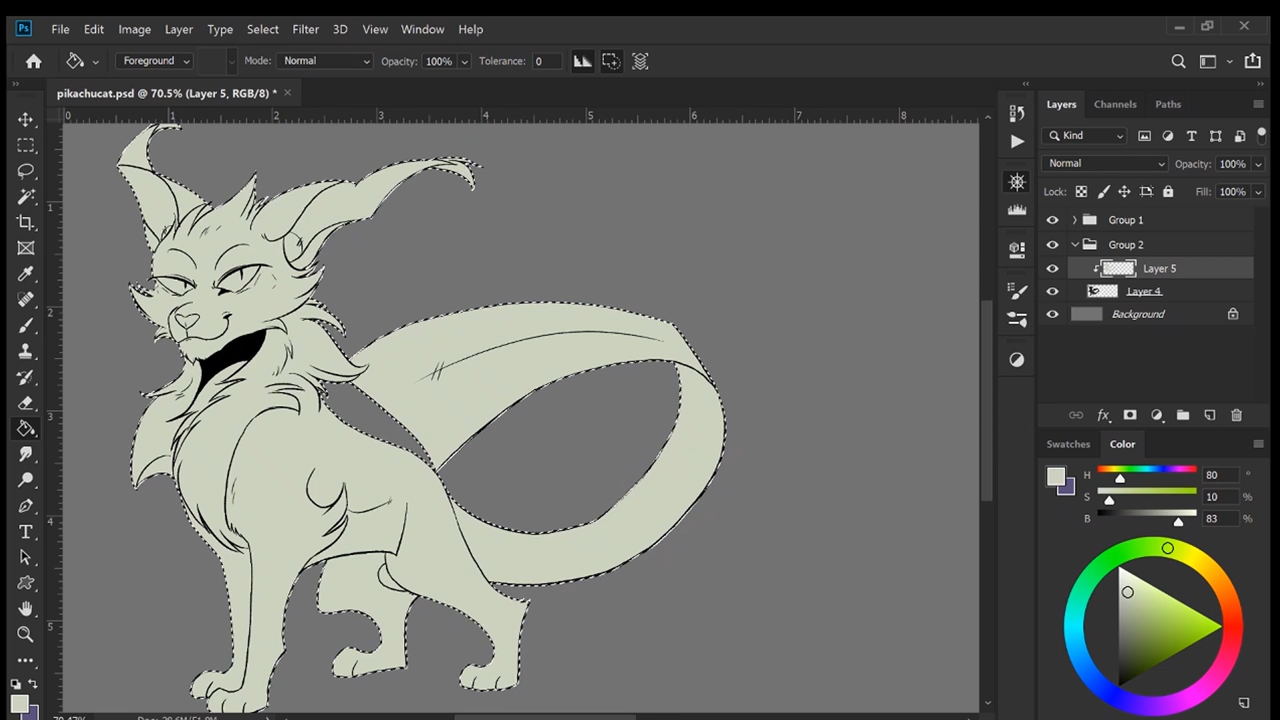 Ps File Edit Image Layer Type Select Filter 3D View Window Help
Foreground Mode: Normal Opacity: 100% Tolerance: 0
pikachucat.psd @ 70.5% (Layer 5, RGB/8) *
Layers Channels Paths
0 1 2 3 4 5 6 7 8
Kind
Normal Opacity: 100%
Lock: Fill: 100%
1
Group 1
Group 2
Layer 5
Layer 4
2
Background
3
Swatches Color
H 80 °
S 10 %
4
B 83 %
5